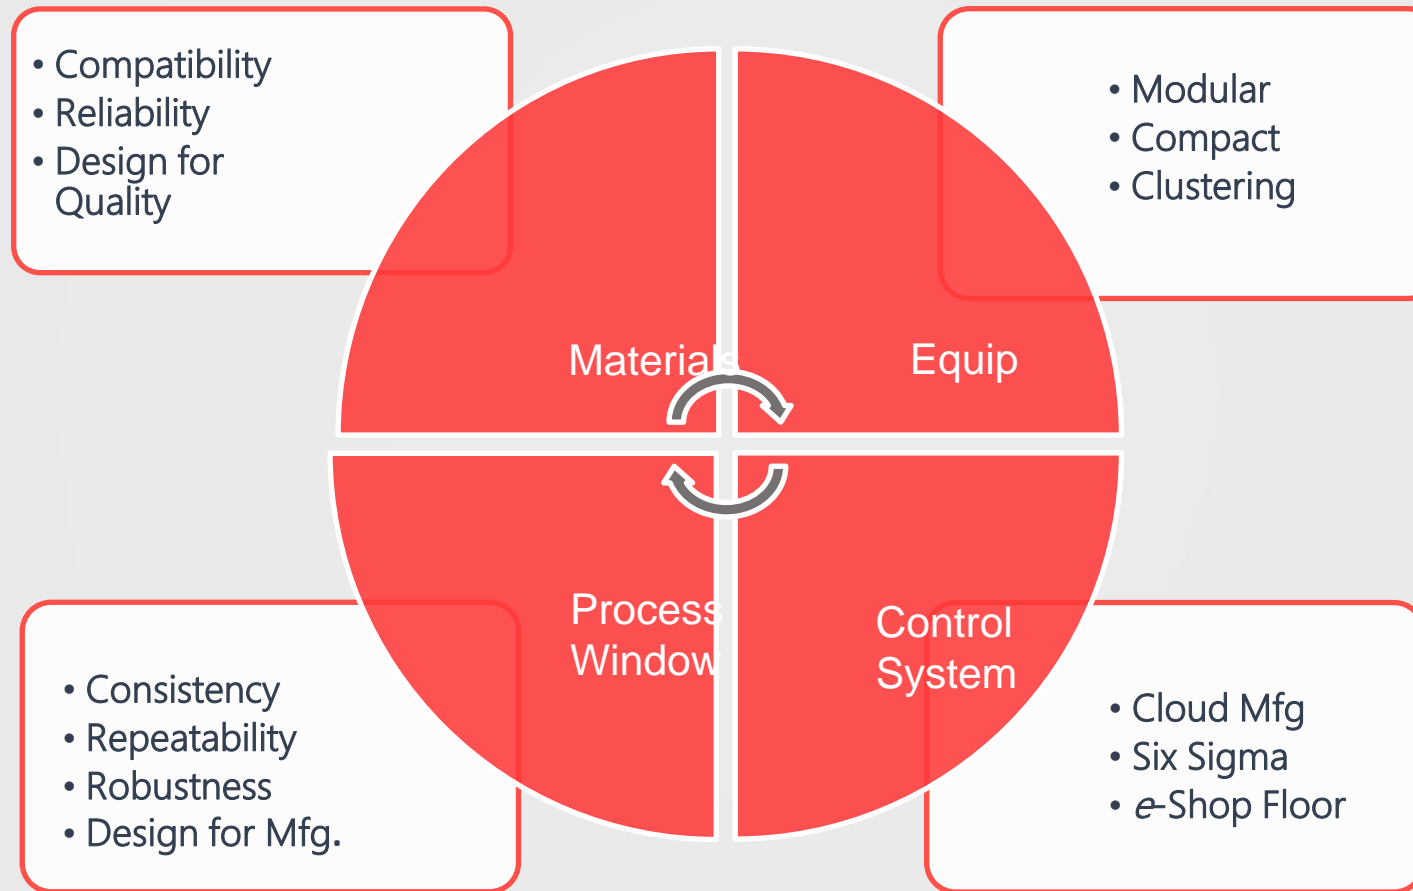 • Compatibility
• Reliability
• Design for
Quality
• Modular
• Compact
• Clustering
Materials
Equip
Process
Window
Control
System
• Consistency
• Repeatability
• Robustness
• Design for Mfg.
• Cloud Mfg
• Six Sigma
• e-Shop Floor